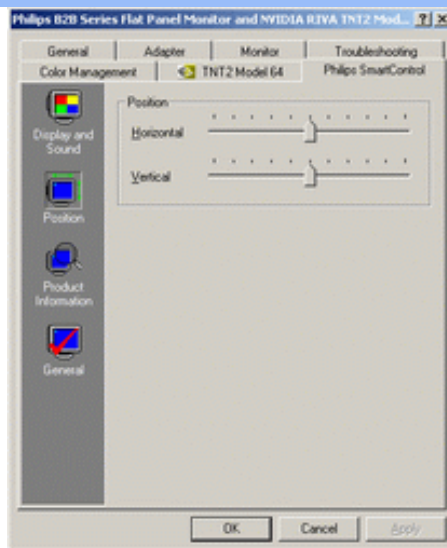 Philips B2B Series Flat Panel Monitor and NVIDIA RIVA TNT2 Mod... ? X
General Adapter Monitor Troubleshooting
Color Management TNT2 Model 64 Philips SmartControl
Position
Horizontal
Vertical
Display and
Sound
Position
Product
Information
General
OK Cancel Apply